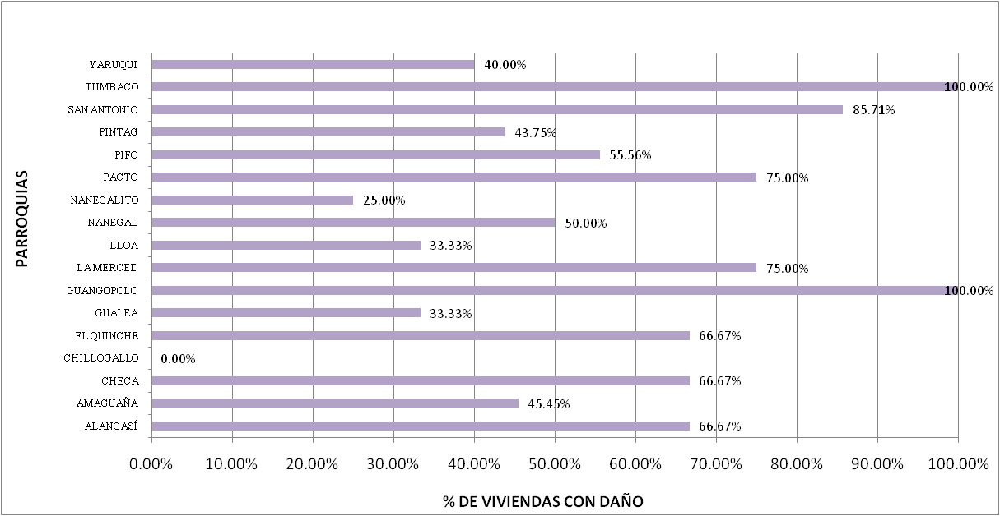 PARROQUIAS
YARUQUI 40.00%
TUMBACO 100.00%
SAN ANTONIO 85.71%
PINTAG 43.75%
PIFO 55.56%
PACTO 75.00%
NANEGALITO 25.00%
NANEGAL 50.00%
LLOA 33.33%
LA MERCED 75.00%
GUANGOPOLO 100.00%
GUALEA 33.33%
EL QUINCHE 66.67%
CHILLOGALLO 0.00%
CHECA 66.67%
AMAGUAÑA 45.45%
ALANGASÍ 66.67%
0.00% 10.00% 20.00% 30.00% 40.00% 50.00% 60.00% 70.00% 80.00% 90.00% 100.00%
% DE VIVIENDAS CON DAÑO